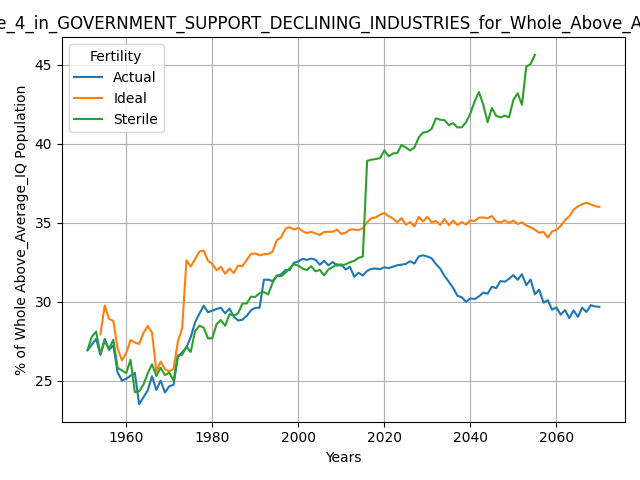 e_4_in_GOVERNMENT_SUPPORT_DECLINING_INDUSTRIES_for_Whole_Above_A
Fertility
Actual
Ideal
Sterile
% of Whole Above_Average_IQ Population
45
40
35
30
25
1960
1980
2000
2020
2040
2060
Years